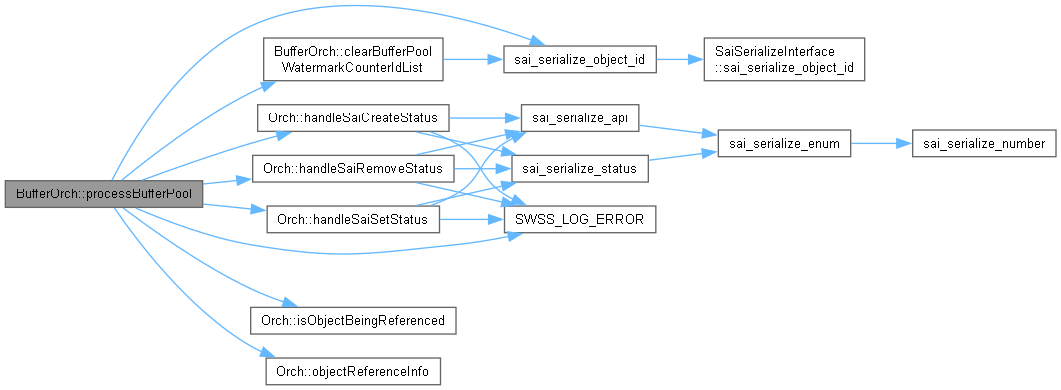 BufferOrch::processBufferPool
BufferOrch::clearBufferPool
WatermarkCounterIdList
sai_serialize_object_id
SaiSerializeInterface
::sai_serialize_object_id
Orch::handleSaiCreateStatus
sai_serialize_api
sai_serialize_enum
sai_serialize_number
Orch::handleSaiRemoveStatus
sai_serialize_status
Orch::handleSaiSetStatus
SWSS_LOG_ERROR
Orch::isObjectBeingReferenced
Orch::objectReferenceInfo